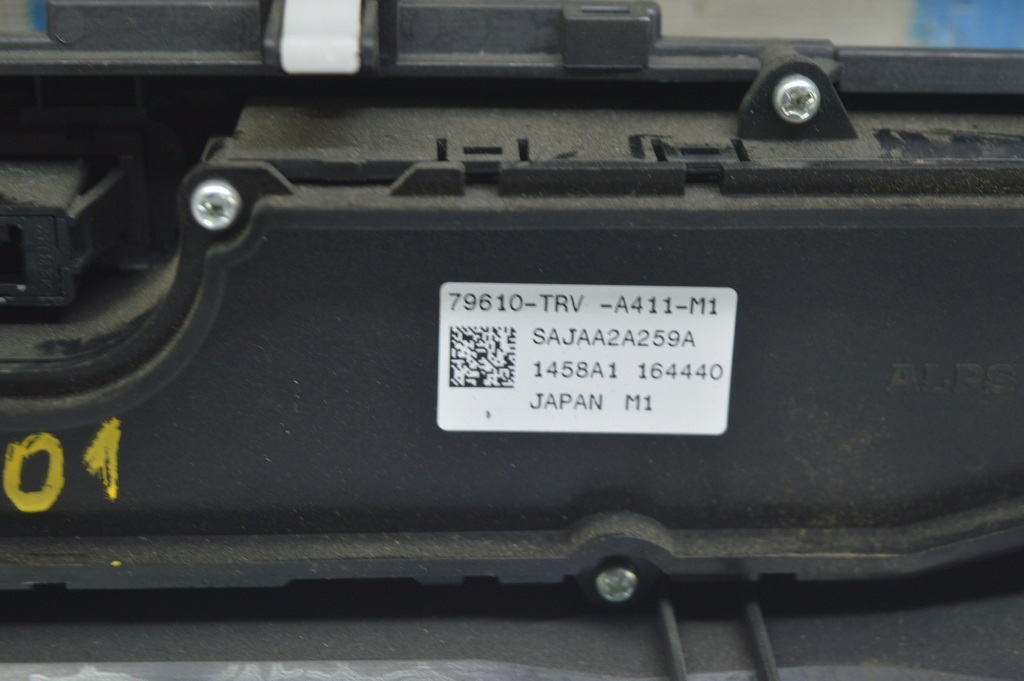 79610-TRV -A411-M1
SAJAA2A259A
1458A1 164440
JAPAN M1
ALPS
01